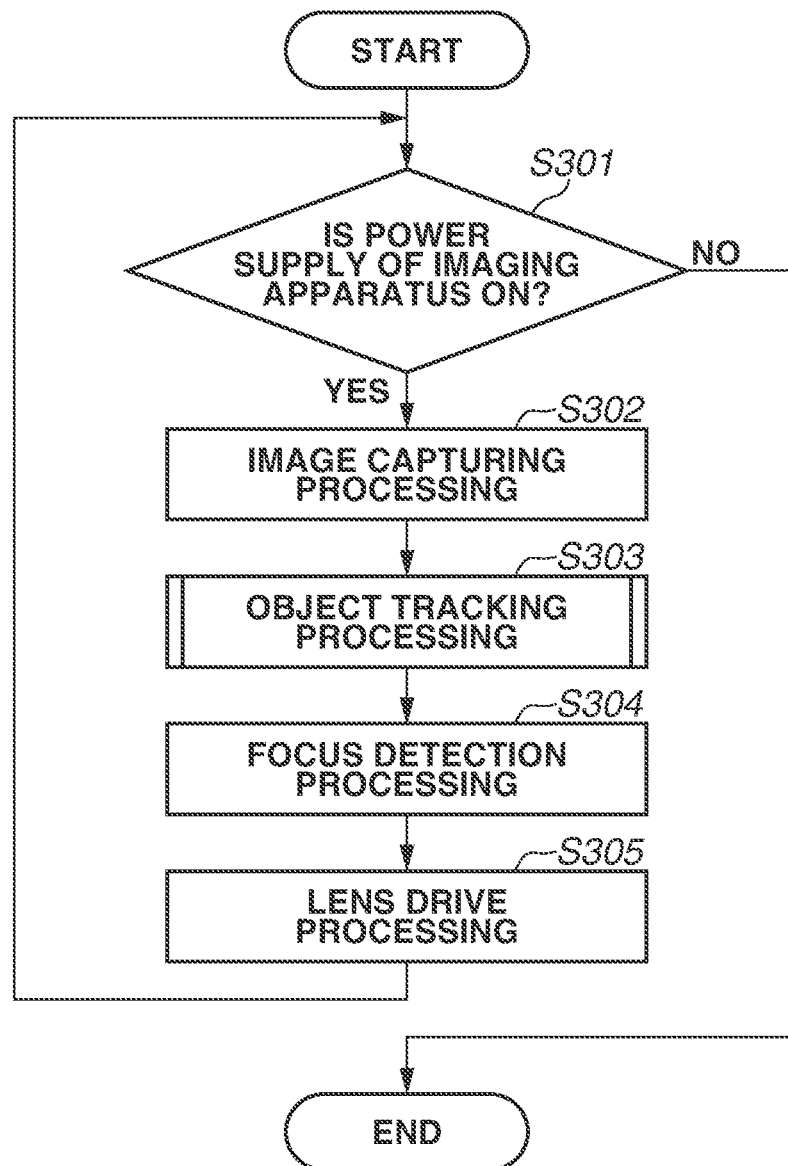 START
S301
IS POWER
SUPPLY OF IMAGING
APPARATUS ON?
NO
YES
S302
IMAGE CAPTURING
PROCESSING
S303
OBJECT TRACKING
PROCESSING
S304
FOCUS DETECTION
PROCESSING
S305
LENS DRIVE
PROCESSING
END